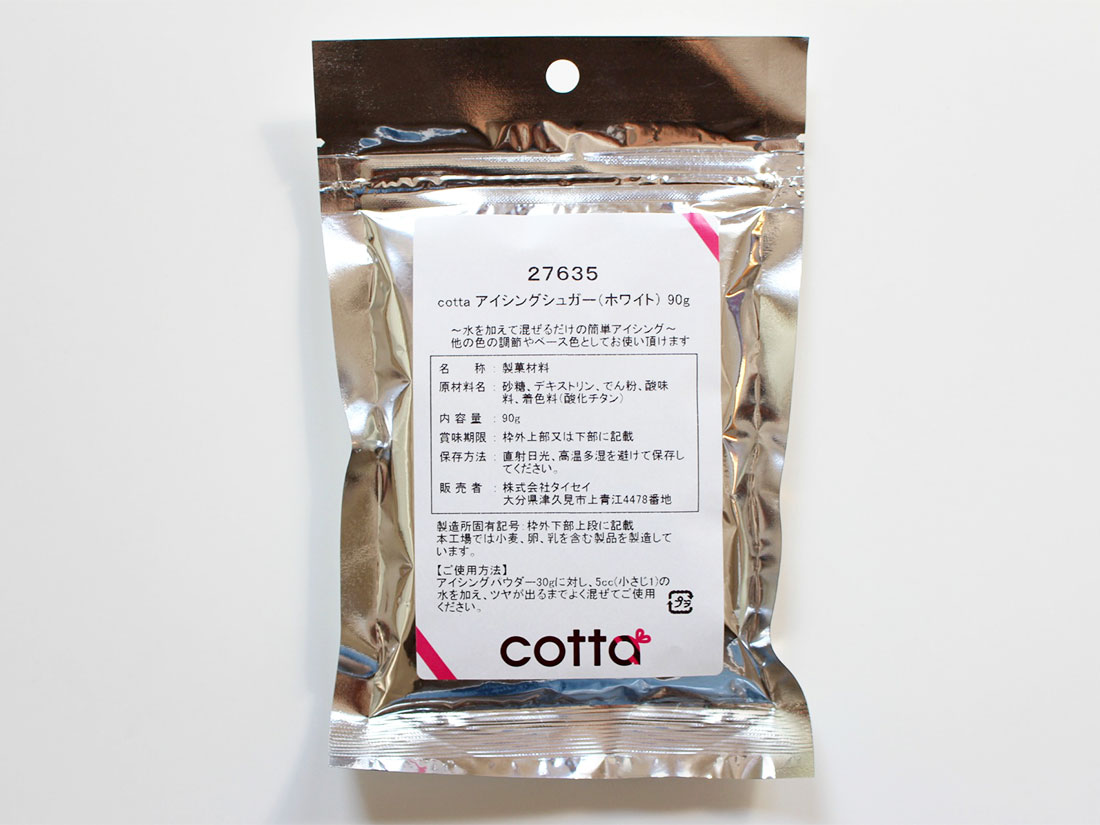 27635
cotta アイシングシュガー(ホワイト) 90g
～水を加えて混ぜるだけの簡単アイシング～
他の色の調節やベース色としてお使い頂けます
名　　称 : 製菓材料
原材料名 : 砂糖、デキストリン、でん粉、酸味
料、着色料(酸化チタン)
内 容 量 : 90g
賞味期限 : 枠外上部又は下部に記載
保存方法 : 直射日光、高温多湿を避けて保存し
てください。
販 売 者 : 株式会社タイセイ
大分県津久見市上青江4478番地
製造所固有記号:枠外下部上段に記載
本工場では小麦、卵、乳を含む製品を製造して
います。
【ご使用方法】
アイシングパウダー30gに対し、5cc(小さじ1)の
水を加え、ツヤが出るまでよく混ぜてご使用
ください。
プラ
cotta